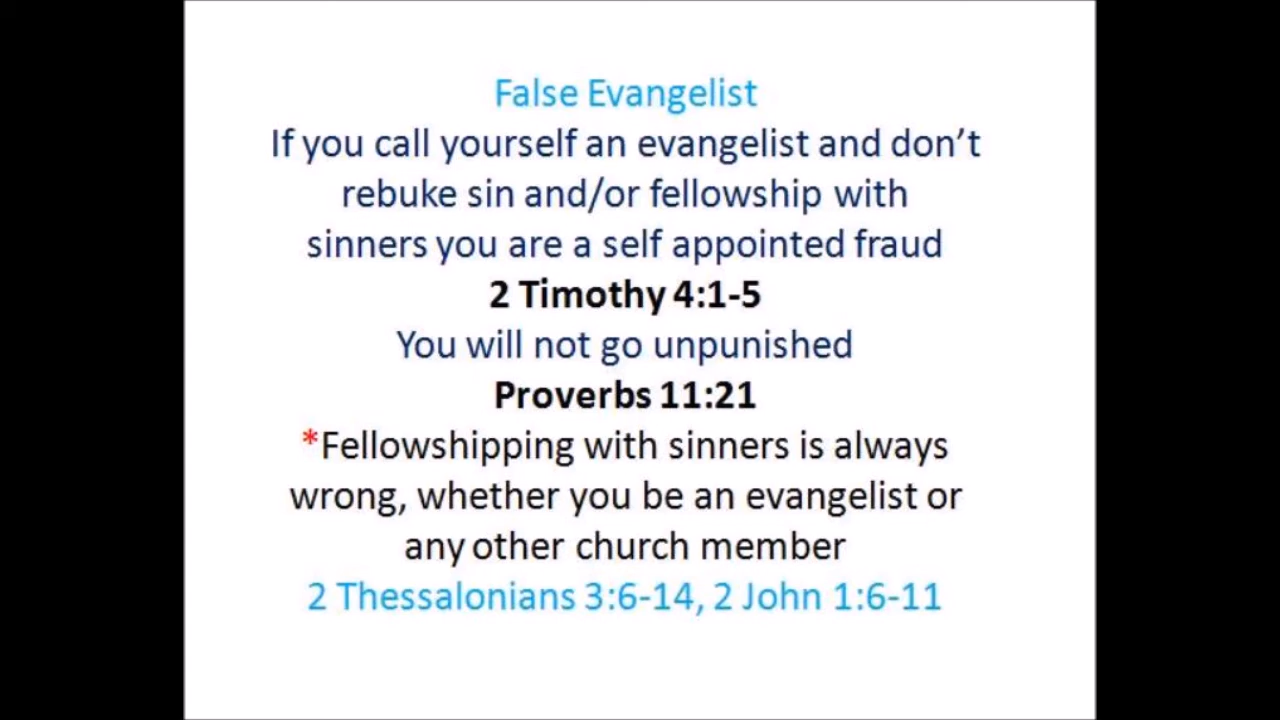 False Evangelist
If you call yourself an evangelist and don’t
rebuke sin and/or fellowship with
sinners you are a self appointed fraud
2 Timothy 4:1-5
You will not go unpunished
Proverbs 11:21
*Fellowshipping with sinners is always
wrong, whether you be an evangelist or
any other church member
2 Thessalonians 3:6-14, 2 John 1:6-11